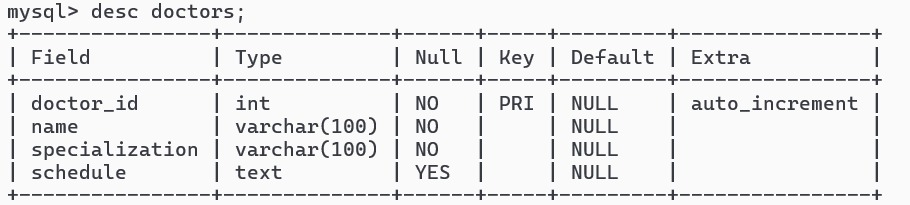 mysql> desc doctors;
+----------------+--------------+------+-----+---------+----------------+
| Field          | Type         | Null | Key | Default | Extra          |
+----------------+--------------+------+-----+---------+----------------+
| doctor_id      | int          | NO   | PRI | NULL    | auto_increment |
| name           | varchar(100) | NO   |     | NULL    |                |
| specialization | varchar(100) | NO   |     | NULL    |                |
| schedule       | text         | YES  |     | NULL    |                |
+----------------+--------------+------+-----+---------+----------------+